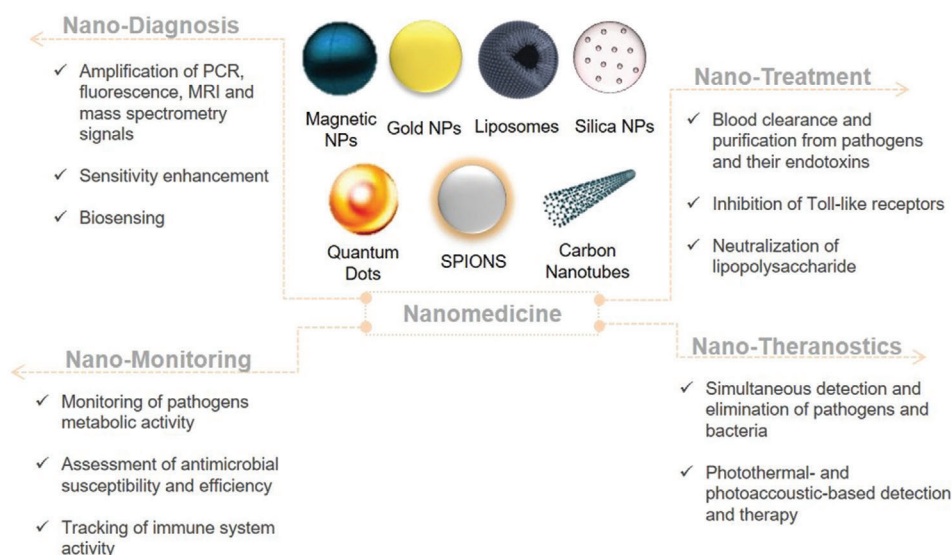 Nano-Diagnosis
Amplification of PCR,
fluorescence, MRI and
mass spectrometry
signals
Sensitivity enhancement
Biosensing
Magnetic
NPs
Gold NPs
Liposomes
Silica NPs
Quantum
Dots
SPIONS
Carbon
Nanotubes
Nano-Treatment
Blood clearance and
purification from pathogens
and their endotoxins
Inhibition of Toll-like receptors
Neutralization of
lipopolysaccharide
Nanomedicine
Nano-Monitoring
Monitoring of pathogens
metabolic activity
Assessment of antimicrobial
susceptibility and efficiency
Tracking of immune system
activity
Nano-Theranostics
Simultaneous detection and
elimination of pathogens and
bacteria
Photothermal- and
photoaccoustic-based detection
and therapy